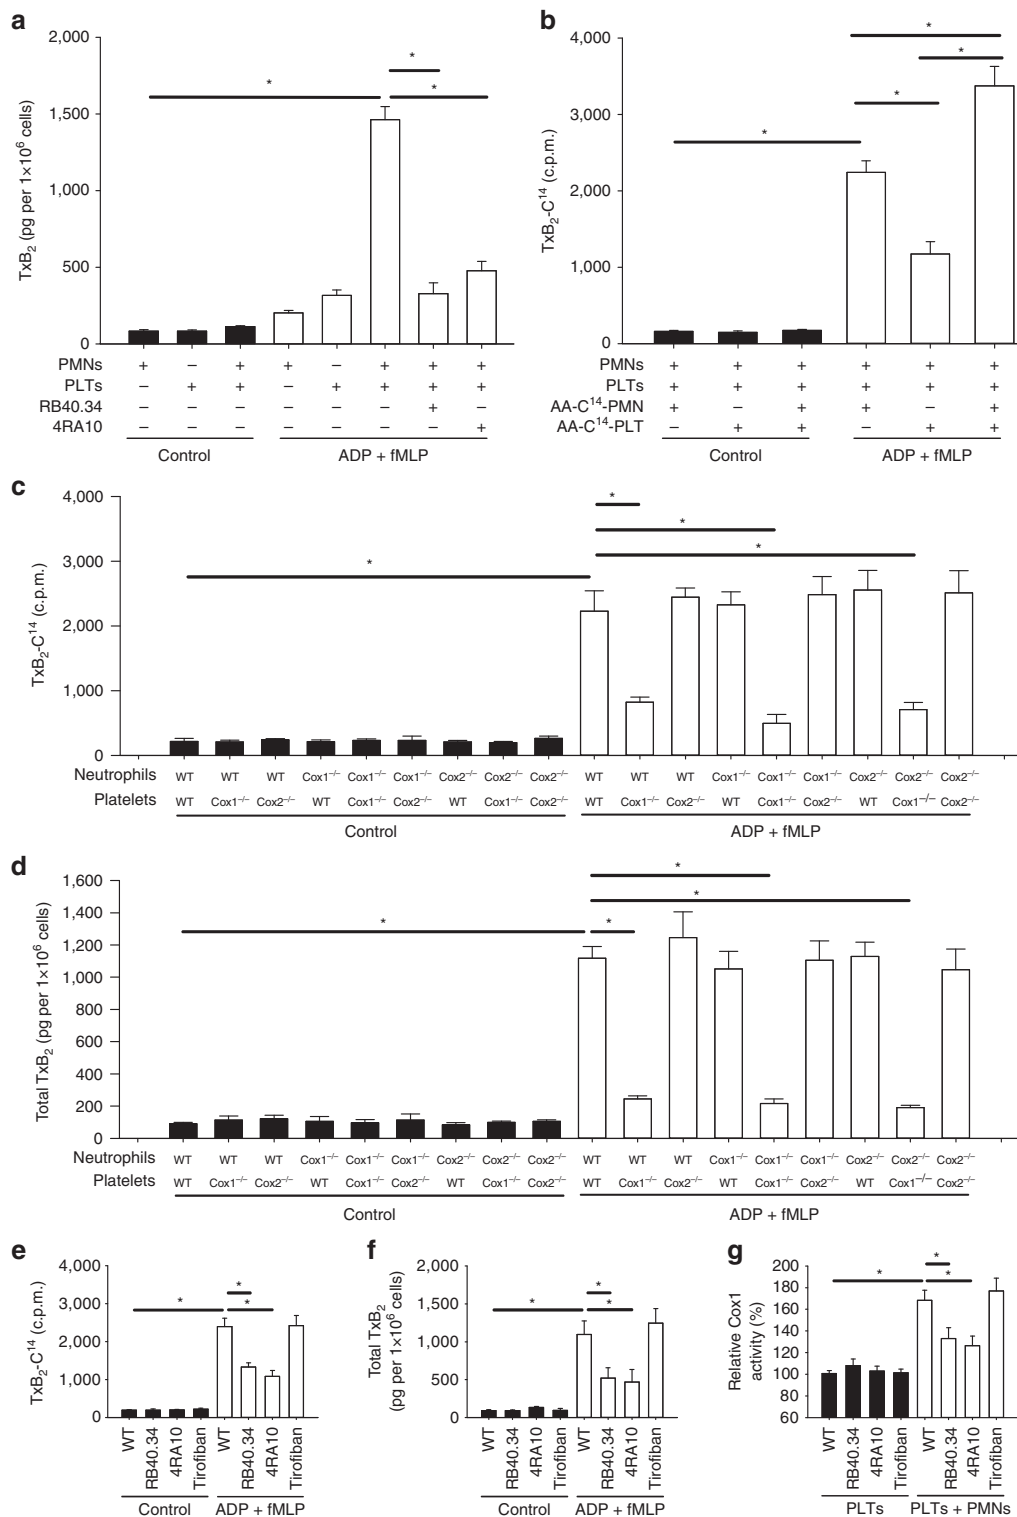 a
2,000
1,500
1,000
500
0
TxB2 (pg per 1×10^6 cells)
*
*
*
PMNs + – + + – + + +
PLTs – + + – + + + +
RB40.34 – – – – – – + –
4RA10 – – – – – – – +
Control ADP + fMLP
b
4,000
3,000
2,000
1,000
0
TxB2-C^14 (c.p.m.)
*
*
*
*
PMNs + + + + + +
PLTs + + + + + +
AA-C^14-PMN + – + + – +
AA-C^14-PLT – + + – + +
Control ADP + fMLP
c
4,000
3,000
2,000
1,000
0
TxB2-C^14 (c.p.m.)
*
*
*
*
Neutrophils WT WT WT Cox1–/– Cox1–/– Cox1–/– Cox2–/– Cox2–/– Cox2–/– WT WT WT Cox1–/– Cox1–/– Cox1–/– Cox2–/– Cox2–/– Cox2–/–
Platelets WT Cox1–/– Cox2–/– WT Cox1–/– Cox2–/– WT Cox1–/– Cox2–/– WT Cox1–/– Cox2–/– WT Cox1–/– Cox2–/– WT Cox1–/– Cox2–/–
Control ADP + fMLP
d
1,600
1,400
1,200
1,000
800
600
400
200
0
Total TxB2 (pg per 1×10^6 cells)
*
*
*
*
Neutrophils WT WT WT Cox1–/– Cox1–/– Cox1–/– Cox2–/– Cox2–/– Cox2–/– WT WT WT Cox1–/– Cox1–/– Cox1–/– Cox2–/– Cox2–/– Cox2–/–
Platelets WT Cox1–/– Cox2–/– WT Cox1–/– Cox2–/– WT Cox1–/– Cox2–/– WT Cox1–/– Cox2–/– WT Cox1–/– Cox2–/– WT Cox1–/– Cox2–/–
Control ADP + fMLP
e
4,000
3,000
2,000
1,000
0
TxB2-C^14 (c.p.m.)
*
*
*
WT RB40.34 4RA10 Tirofiban WT RB40.34 4RA10 Tirofiban
Control ADP + fMLP
f
2,000
1,500
1,000
500
0
Total TxB2
(pg per 1×10^6 cells)
*
*
*
WT RB40.34 4RA10 Tirofiban WT RB40.34 4RA10 Tirofiban
Control ADP + fMLP
g
200
180
160
140
120
100
80
60
Relative Cox1
activity (%)
*
*
*
WT RB40.34 4RA10 Tirofiban WT RB40.34 4RA10 Tirofiban
PLTs PLTs + PMNs